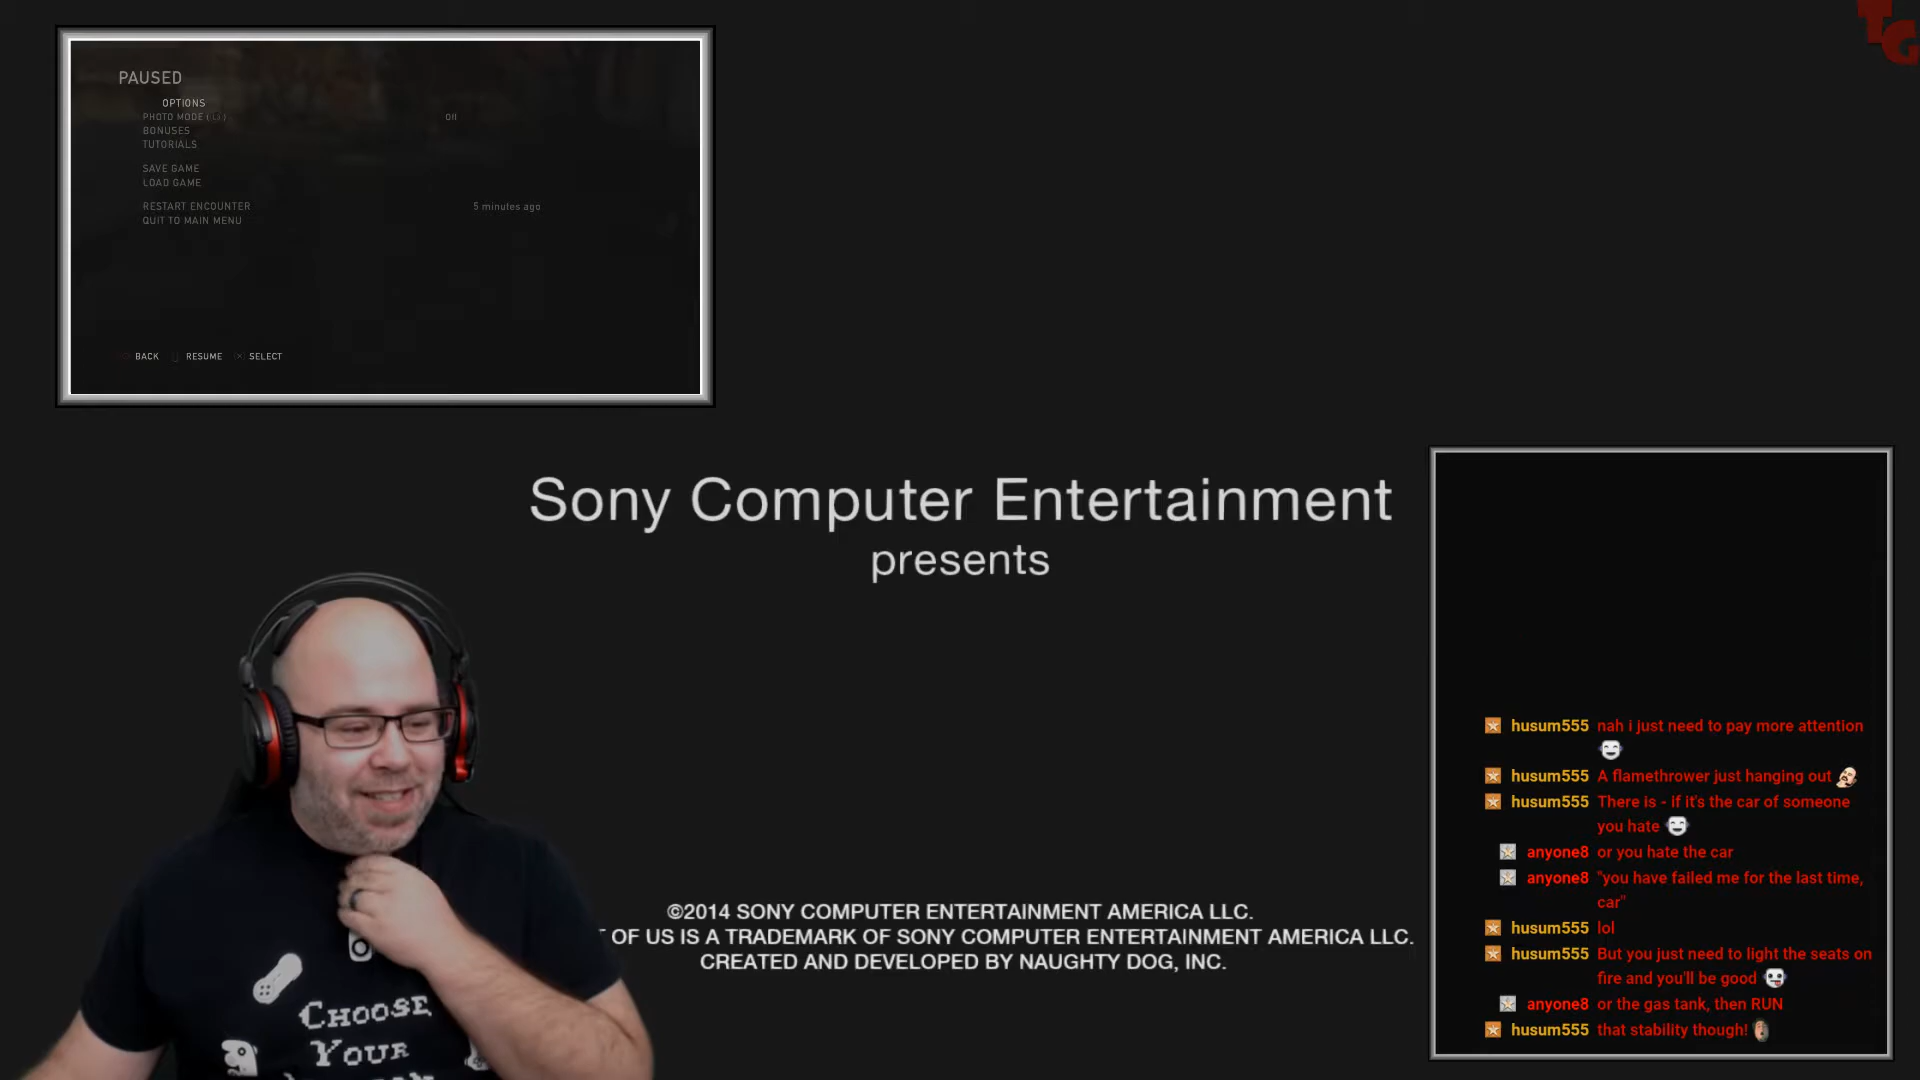 TG
PAUSED
OPTIONS
PHOTO MODE ( ) Off
BONUSES
TUTORIALS
SAVE GAME
LOAD GAME
RESTART ENCOUNTER 5 minutes ago
QUIT TO MAIN MENU
BACK RESUME SELECT
Sony Computer Entertainment
presents
©2014 SONY COMPUTER ENTERTAINMENT AMERICA LLC.
OF US IS A TRADEMARK OF SONY COMPUTER ENTERTAINMENT AMERICA LLC.
CREATED AND DEVELOPED BY NAUGHTY DOG, INC.
CHOOSE
YOUR
husum555 nah i just need to pay more attention
husum555 A flamethrower just hanging out
husum555 There is - if it's the car of someone
you hate
anyone8 or you hate the car
anyone8 "you have failed me for the last time,
car"
husum555 lol
husum555 But you just need to light the seats on
fire and you'll be good
anyone8 or the gas tank, then RUN
husum555 that stability though!